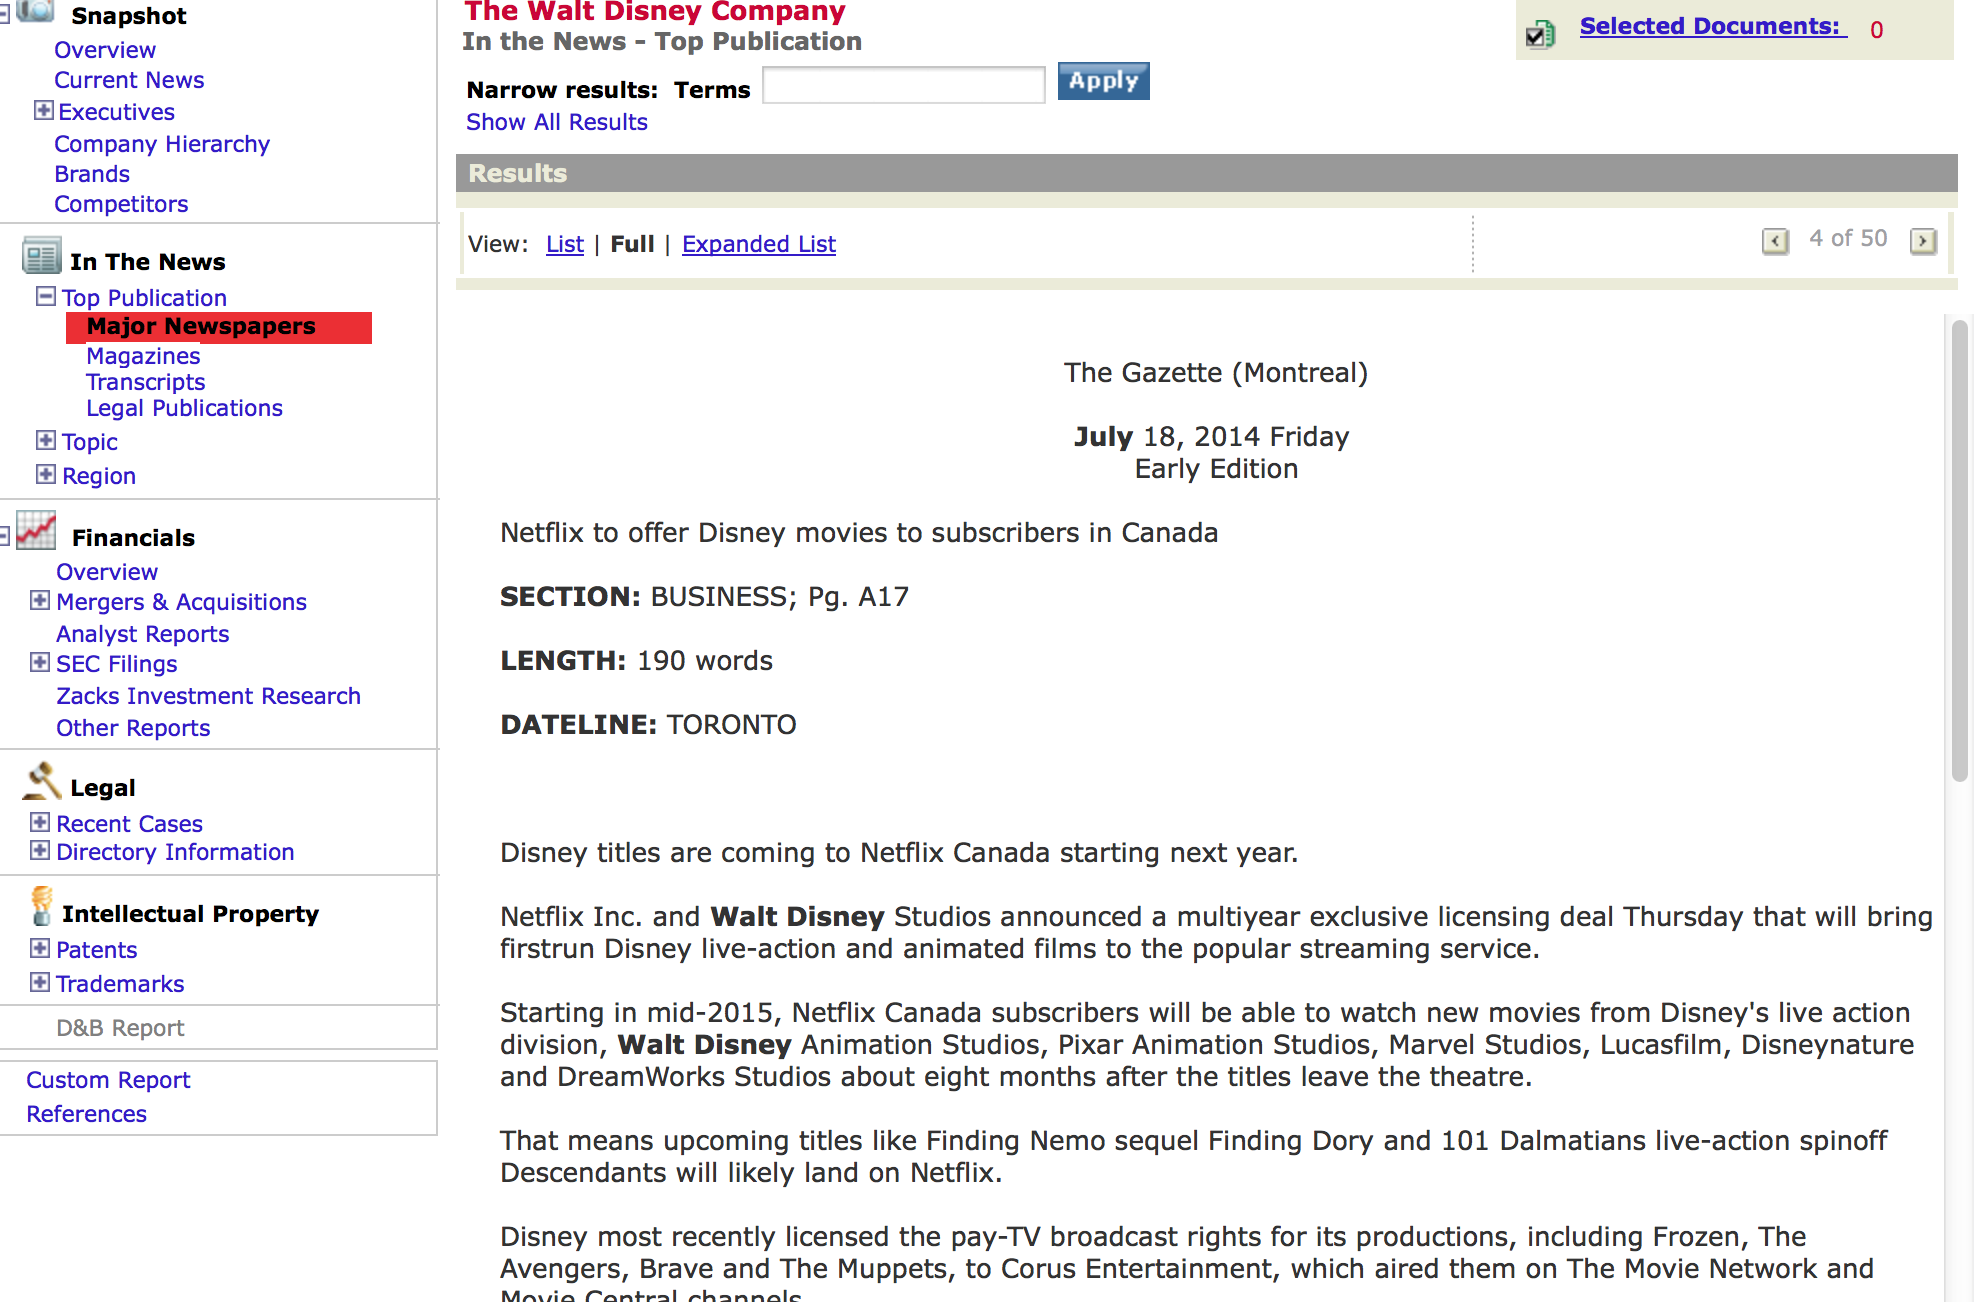 Snapshot
Overview
Current News
Executives
Company Hierarchy
Brands
Competitors
In The News
Top Publication
Major Newspapers
Magazines
Transcripts
Legal Publications
Topic
Region
Financials
Overview
Mergers & Acquisitions
Analyst Reports
SEC Filings
Zacks Investment Research
Other Reports
Legal
Recent Cases
Directory Information
Intellectual Property
Patents
Trademarks
D&B Report
Custom Report
References
The Walt Disney Company
In the News - Top Publication
Selected Documents: 0
Narrow results: Terms Apply
Show All Results
Results
View: List | Full | Expanded List 4 of 50
The Gazette (Montreal)
July 18, 2014 Friday
Early Edition
Netflix to offer Disney movies to subscribers in Canada
SECTION: BUSINESS; Pg. A17
LENGTH: 190 words
DATELINE: TORONTO
Disney titles are coming to Netflix Canada starting next year.
Netflix Inc. and Walt Disney Studios announced a multiyear exclusive licensing deal Thursday that will bring
firstrun Disney live-action and animated films to the popular streaming service.
Starting in mid-2015, Netflix Canada subscribers will be able to watch new movies from Disney's live action
division, Walt Disney Animation Studios, Pixar Animation Studios, Marvel Studios, Lucasfilm, Disneynature
and DreamWorks Studios about eight months after the titles leave the theatre.
That means upcoming titles like Finding Nemo sequel Finding Dory and 101 Dalmatians live-action spinoff
Descendants will likely land on Netflix.
Disney most recently licensed the pay-TV broadcast rights for its productions, including Frozen, The
Avengers, Brave and The Muppets, to Corus Entertainment, which aired them on The Movie Network and
Movie Central channels.